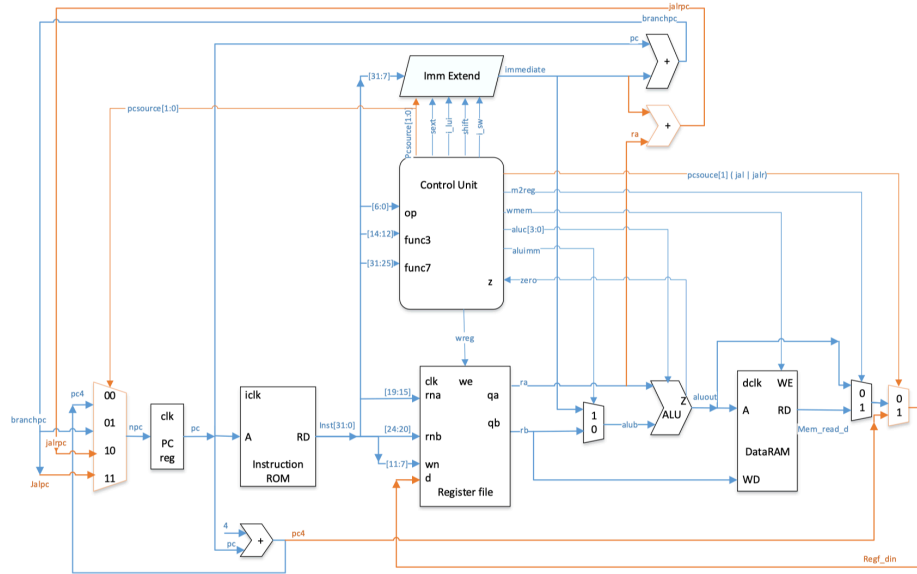 jalrpc
branchpc
pc
+
[31:7]
Imm Extend
immediate
pcsource[1:0]
Pcsource[1:0]
sext
i_lui
shift
i_sw
+
ra
Control Unit
pcsouce[1] ( jal | jalr)
m2reg
[6:0]
op
wmem
[14:12]
func3
aluc[3:0]
aluimm
[31:25]
func7
z
zero
wreg
pc4
00
branchpc
01
jalrpc
10
Jalpc
11
npc
clk
PC
reg
pc
iclk
A
RD
Instruction
ROM
Inst[31:0]
[19:15]
[24:20]
[11:7]
clk
we
rna
qa
qb
rnb
wn
d
Register file
ra
rb
1
0
alub
Z
ALU
aluout
dclk
WE
A
RD
DataRAM
WD
Mem_read_d
0
1
0
1
4
pc
+
pc4
Regf_din